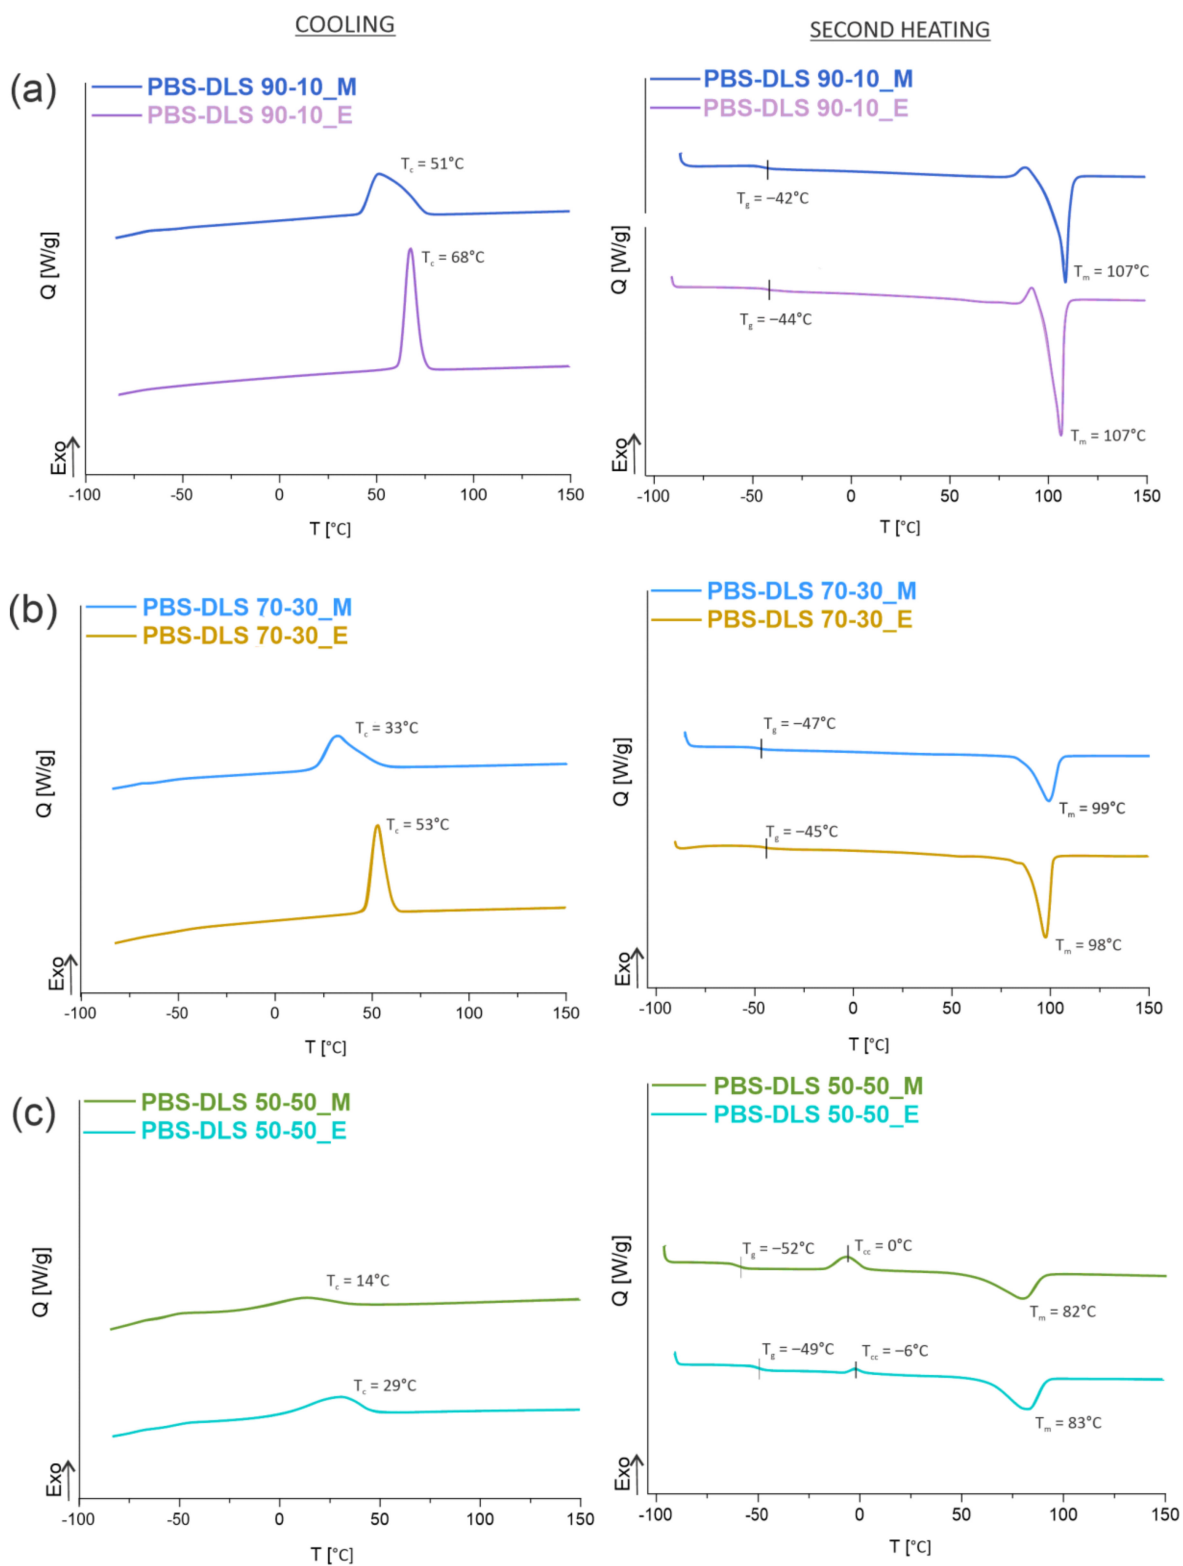 COOLING
SECOND HEATING
(a)
PBS-DLS 90-10_M
PBS-DLS 90-10_E
Tc = 51°C
Tc = 68°C
Q [W/g]
Exo
-100 -50 0 50 100 150
T [°C]
PBS-DLS 90-10_M
PBS-DLS 90-10_E
Tg = −42°C
Tm = 107°C
Tg = −44°C
Tm = 107°C
Q [W/g]
Exo
-100 -50 0 50 100 150
T [°C]
(b)
PBS-DLS 70-30_M
PBS-DLS 70-30_E
Tc = 33°C
Tc = 53°C
Q [W/g]
Exo
-100 -50 0 50 100 150
T [°C]
PBS-DLS 70-30_M
PBS-DLS 70-30_E
Tg = −47°C
Tm = 99°C
Tg = −45°C
Tm = 98°C
Q [W/g]
Exo
-100 -50 0 50 100 150
T [°C]
(c)
PBS-DLS 50-50_M
PBS-DLS 50-50_E
Tc = 14°C
Tc = 29°C
Q [W/g]
Exo
-100 -50 0 50 100 150
T [°C]
PBS-DLS 50-50_M
PBS-DLS 50-50_E
Tg = −52°C
Tcc = 0°C
Tm = 82°C
Tg = −49°C
Tcc = −6°C
Tm = 83°C
Q [W/g]
Exo
-100 -50 0 50 100 150
T [°C]